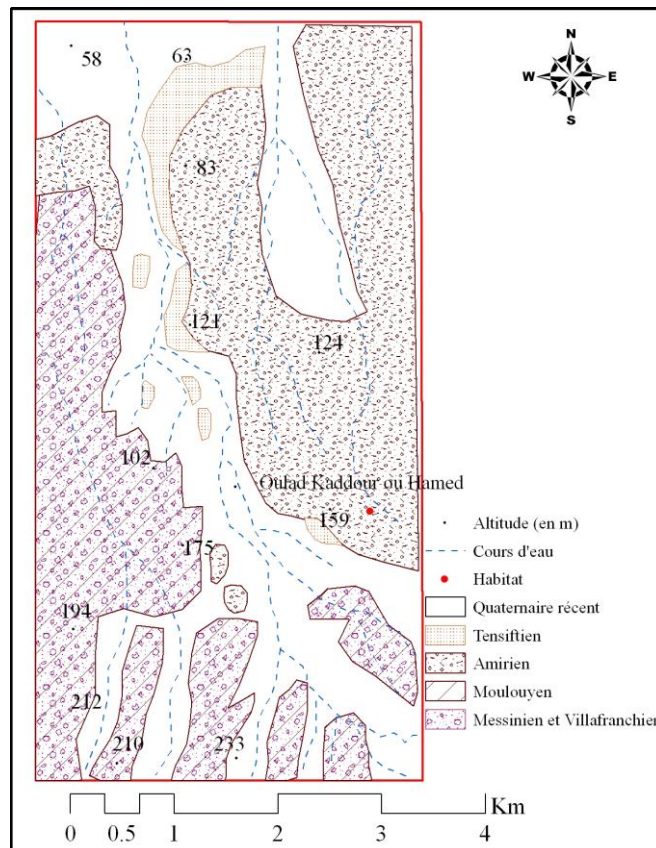 N
W E
S
58
63
83
121
124
102
Oulad Kaddour ou Hamed
159
175
194
212
210
233
Altitude (en m)
Cours d'eau
Habitat
Quaternaire récent
Tensiftien
Amirien
Moulouyen
Messinien et Villafranchien
Km
0 0.5 1 2 3 4